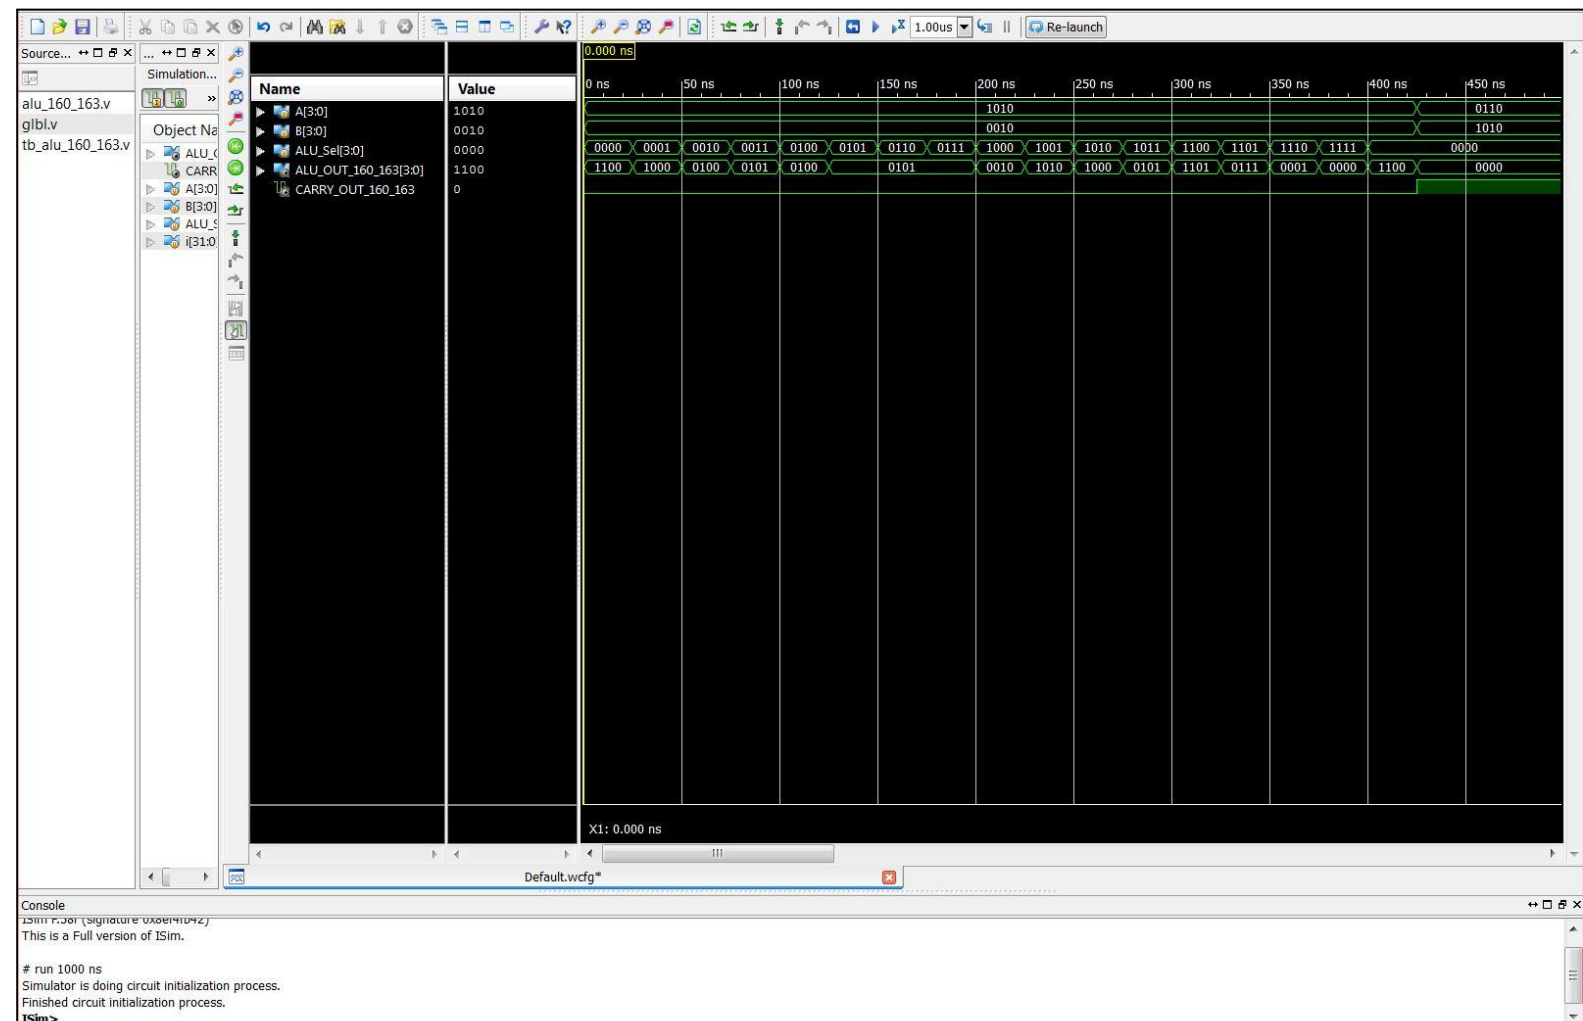 1.00us Re-launch
Source...
alu_160_163.v
glbl.v
tb_alu_160_163.v
...
Simulation...
»
Object Na
ALU_
CARR
A[3:0]
B[3:0]
ALU_S
i[31:0
Name Value
A[3:0] 1010
B[3:0] 0010
ALU_Sel[3:0] 0000
ALU_OUT_160_163[3:0] 1100
CARRY_OUT_160_163 0
0.000 ns
0 ns 50 ns 100 ns 150 ns 200 ns 250 ns 300 ns 350 ns 400 ns 450 ns
1010 0110
0010 1010
0000 0001 0010 0011 0100 0101 0110 0111 1000 1001 1010 1011 1100 1101 1110 1111 0000
1100 1000 0100 0101 0100 0101 0010 1010 1000 0101 1101 0111 0001 0000 1100 0000
X1: 0.000 ns
Default.wcfg*
Console
ISim P.58f (signature 0x8ef4fb42)
This is a Full version of ISim.
# run 1000 ns
Simulator is doing circuit initialization process.
Finished circuit initialization process.
ISim>